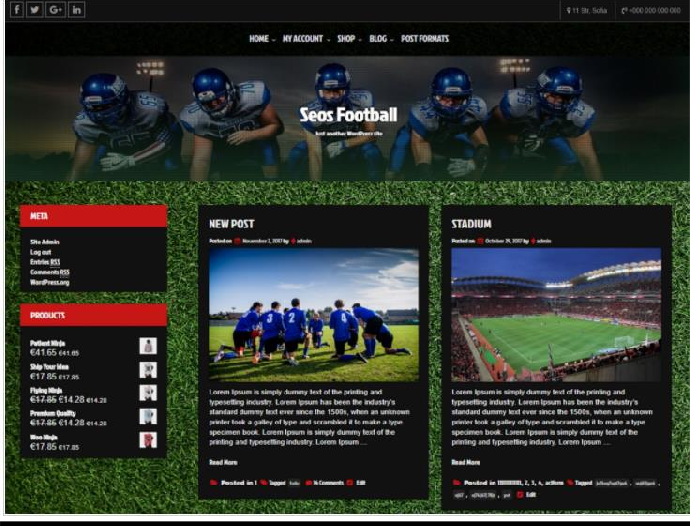 f G+ in
11 Str, Sofia +000 000 000 000
HOME MY ACCOUNT SHOP BLOG POST FORMATS
Seos Football
Just another WordPress site
META
Site Admin
Log out
Entries RSS
Comments RSS
WordPress.org
PRODUCTS
Patient Ninja
€41.65 €41.65
Ship Your Idea
€17.85 €17.85
Flying Ninja
€17.85 €14.28 €14.28
Premium Quality
€17.85 €14.28 €14.28
Woo Ninja
€17.85 €17.85
NEW POST
Posted on November 1, 2017 by admin
Lorem Ipsum is simply dummy text of the printing and
typesetting industry. Lorem Ipsum has been the industry's
standard dummy text ever since the 1500s, when an unknown
printer took a galley of type and scrambled it to make a type
specimen book. Lorem Ipsum is simply dummy text of the
printing and typesetting industry. Lorem Ipsum ...
Read More
Posted in 1 Tagged 14 Comments Edit
STADIUM
Posted on October 24, 2017 by admin
Lorem Ipsum is simply dummy text of the printing and
typesetting industry. Lorem Ipsum has been the industry's
standard dummy text ever since the 1500s, when an unknown
printer took a galley of type and scrambled it to make a type
specimen book. Lorem Ipsum is simply dummy text of the
printing and typesetting industry. Lorem Ipsum ...
Read More
Posted in 2, 3, 4, Tagged
Edit